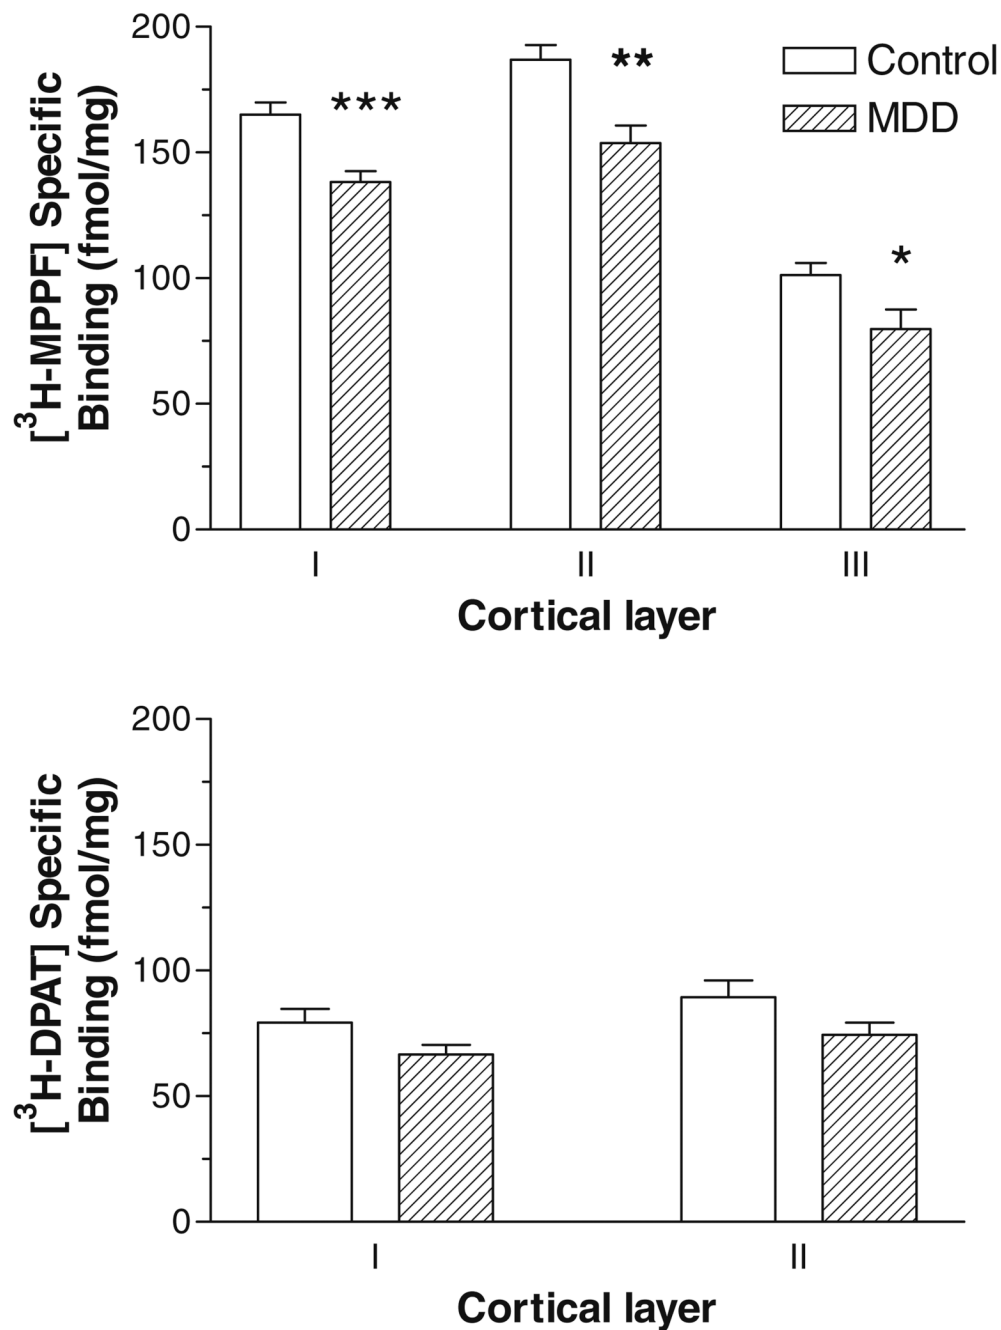 [³H-MPPF] Specific
Binding (fmol/mg)
200
150
100
50
0
***
**
*
Control
MDD
I II III
Cortical layer
[³H-DPAT] Specific
Binding (fmol/mg)
200
150
100
50
0
I II
Cortical layer